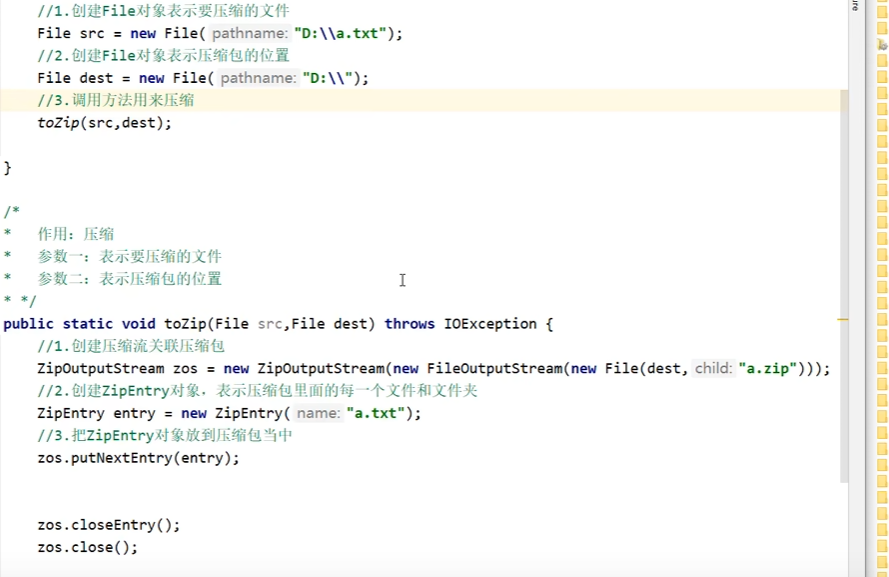 //1.创建File对象表示要压缩的文件
File src = new File( pathname: "D:\\a.txt");
//2.创建File对象表示压缩包的位置
File dest = new File( pathname: "D:\\");
//3.调用方法用来压缩
toZip(src,dest);
}
/*
*   作用：压缩
*   参数一：表示要压缩的文件
*   参数二：表示压缩包的位置
* */
public static void toZip(File src,File dest) throws IOException {
//1.创建压缩流关联压缩包
ZipOutputStream zos = new ZipOutputStream(new FileOutputStream(new File(dest, child: "a.zip")));
//2.创建ZipEntry对象，表示压缩包里面的每一个文件和文件夹
ZipEntry entry = new ZipEntry( name: "a.txt");
//3.把ZipEntry对象放到压缩包当中
zos.putNextEntry(entry);
zos.closeEntry();
zos.close();